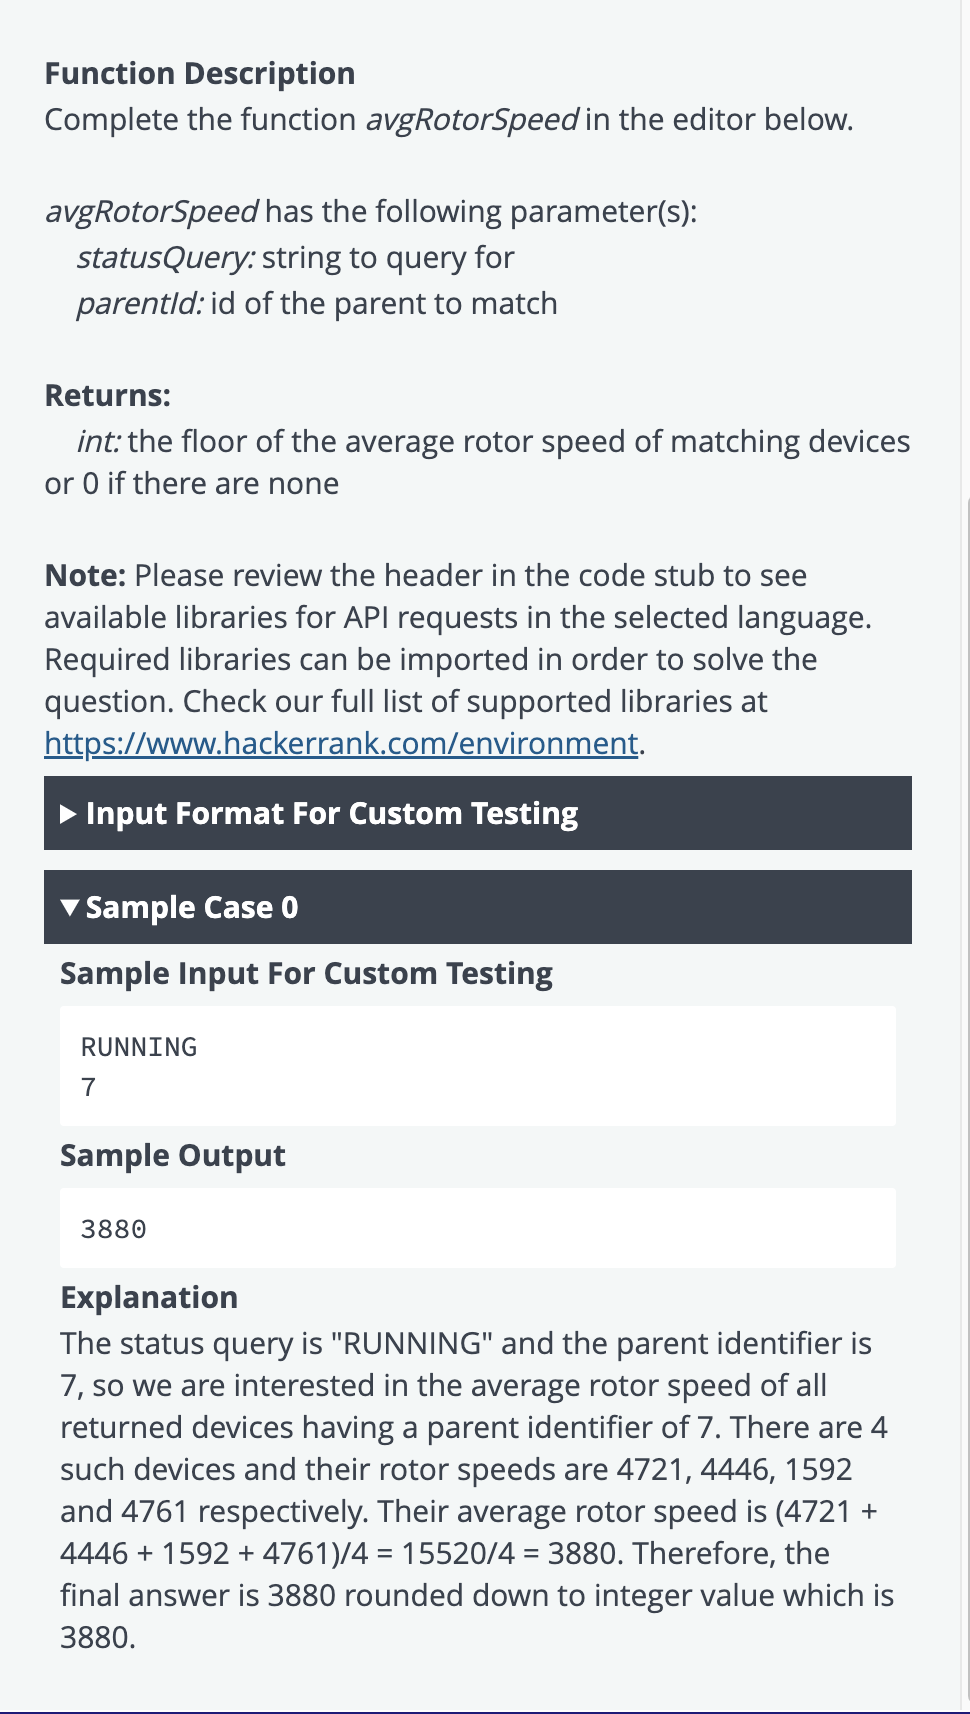 Function Description
Complete the function avgRotorSpeed in the editor below.
avgRotorSpeed has the following parameter(s):
statusQuery: string to query for
parentId: id of the parent to match
Returns:
int: the floor of the average rotor speed of matching devices
or 0 if there are none
Note: Please review the header in the code stub to see
available libraries for API requests in the selected language.
Required libraries can be imported in order to solve the
question. Check our full list of supported libraries at
https://www.hackerrank.com/environment.
▶ Input Format For Custom Testing
▼ Sample Case 0
Sample Input For Custom Testing
RUNNING
7
Sample Output
3880
Explanation
The status query is "RUNNING" and the parent identifier is
7, so we are interested in the average rotor speed of all
returned devices having a parent identifier of 7. There are 4
such devices and their rotor speeds are 4721, 4446, 1592
and 4761 respectively. Their average rotor speed is (4721 +
4446 + 1592 + 4761)/4 = 15520/4 = 3880. Therefore, the
final answer is 3880 rounded down to integer value which is
3880.